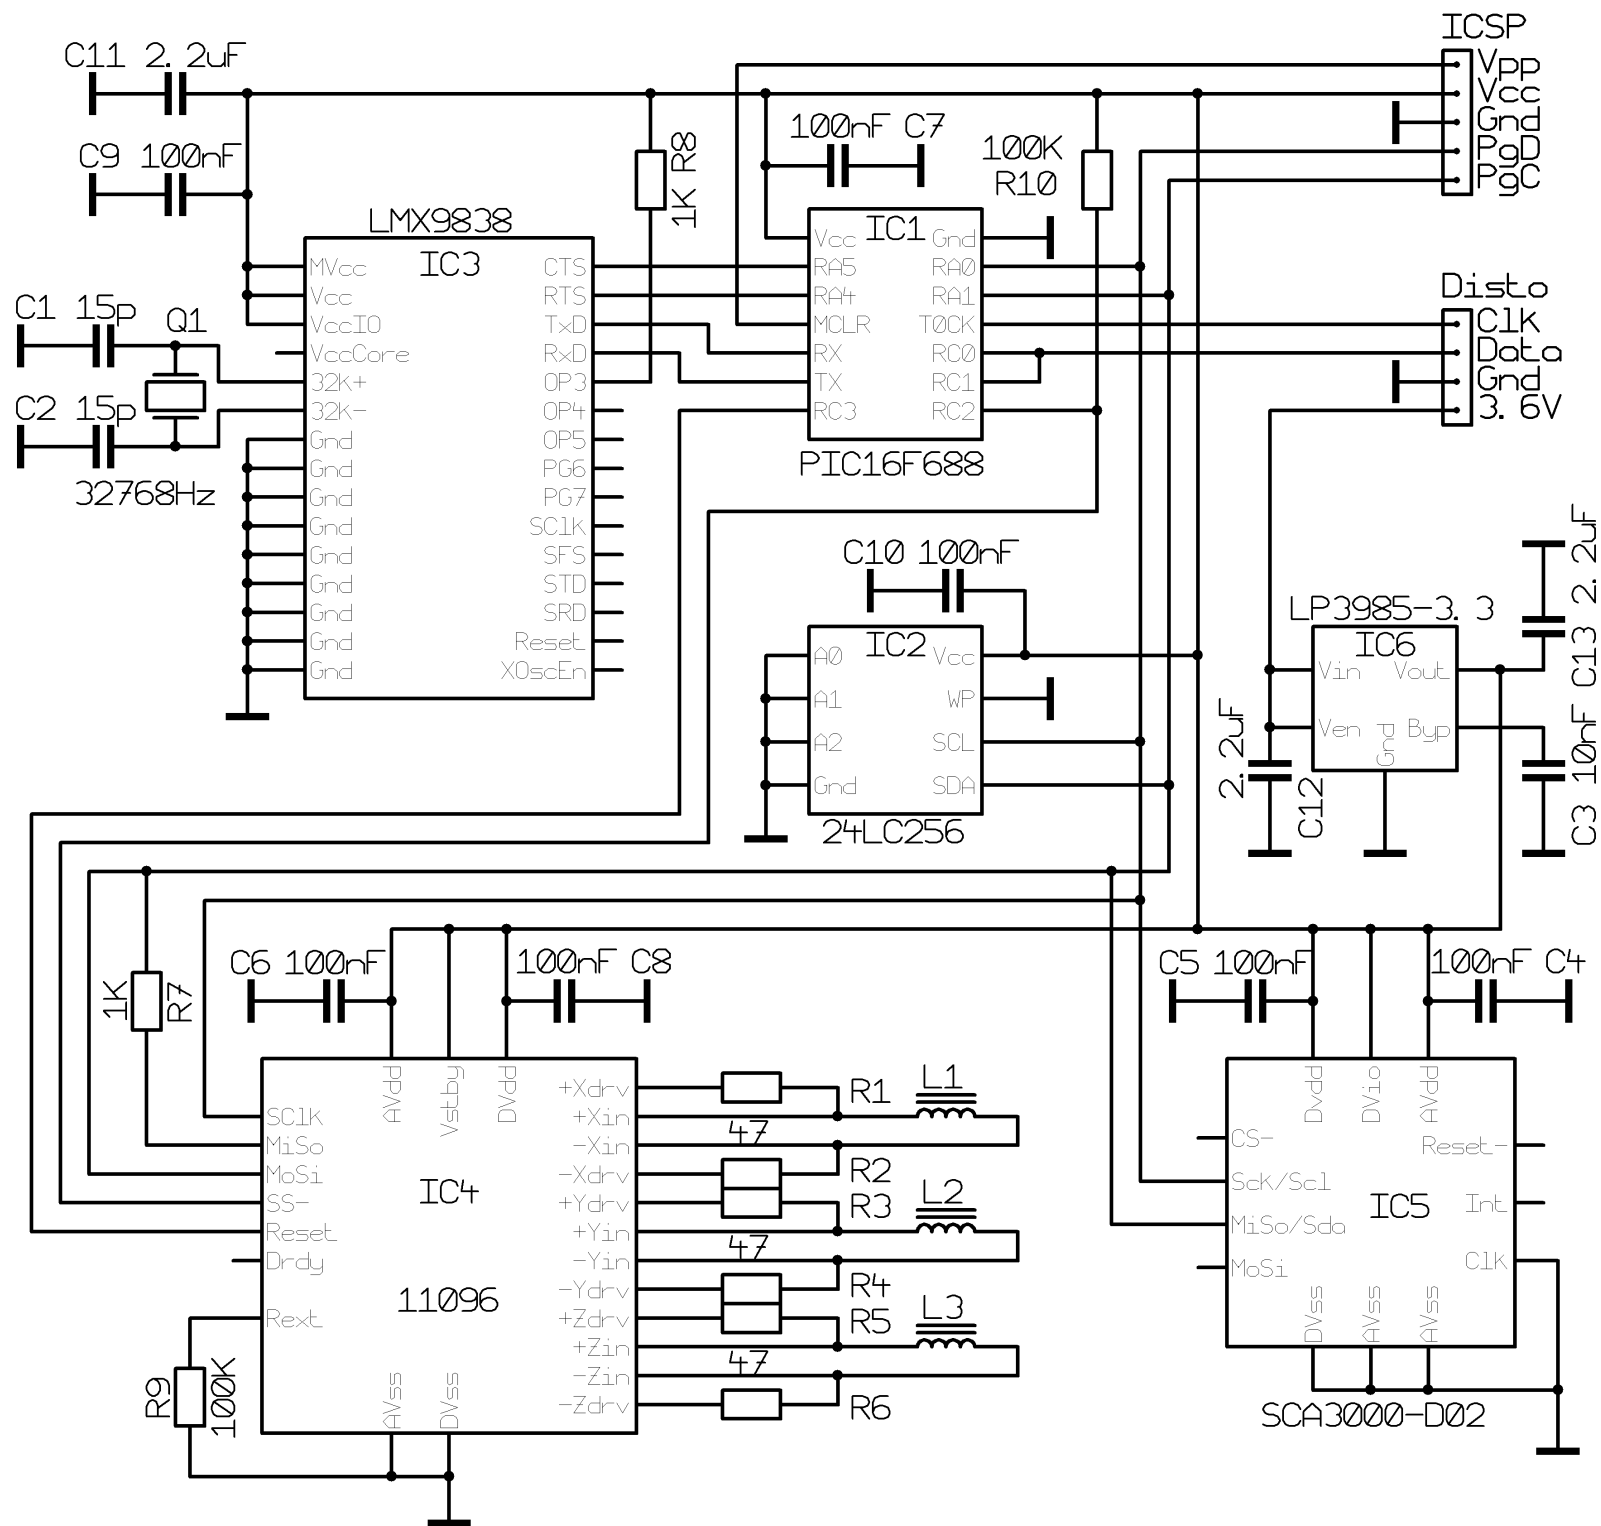 ICSP
C11 2.2uF
Vpp
Vcc
Gnd
PgD
PgC
C9 100nF
1K R8
100nF C7
100K
R10
LMX9838
IC3
MVcc
Vcc
VccIO
VccCore
32K+
32K-
Gnd
Gnd
Gnd
Gnd
Gnd
Gnd
Gnd
Gnd
Gnd
CTS
RTS
TxD
RxD
OP3
OP4
OP5
PG6
PG7
SClK
SFS
STD
SRD
Reset
XOscEn
C1 15p
Q1
C2 15p
32768Hz
IC1
Vcc
RA5
RA4
MCLR
RX
TX
RC3
Gnd
RA0
RA1
T0CK
RC0
RC1
RC2
PIC16F688
Disto
ClK
Data
Gnd
3.6V
C10 100nF
IC2
A0
A1
A2
Gnd
Vcc
WP
SCL
SDA
24LC256
LP3985-3.3
IC6
Vin
Ven
Gnd
Vout
Byp
C13 2.2uF
C3 10nF
2.2uF
C12
1K
R7
C6 100nF
100nF C8
C5 100nF
100nF C4
AVdd
Vstby
DVdd
SClK
MiSo
MoSi
SS-
Reset
Drdy
Rext
IC4
11096
+Xdrv
+Xin
-Xin
-Xdrv
+Ydrv
+Yin
-Yin
-Ydrv
+Zdrv
+Zin
-Zin
-Zdrv
AVss
DVss
R1
47
R2
R3
47
R4
R5
47
R6
L1
L2
L3
R9
100K
Dvdd
DVio
AVdd
CS-
Sck/Scl
MiSo/Sda
MoSi
IC5
Reset-
Int
ClK
DVss
AVss
AVss
SCA3000-D02